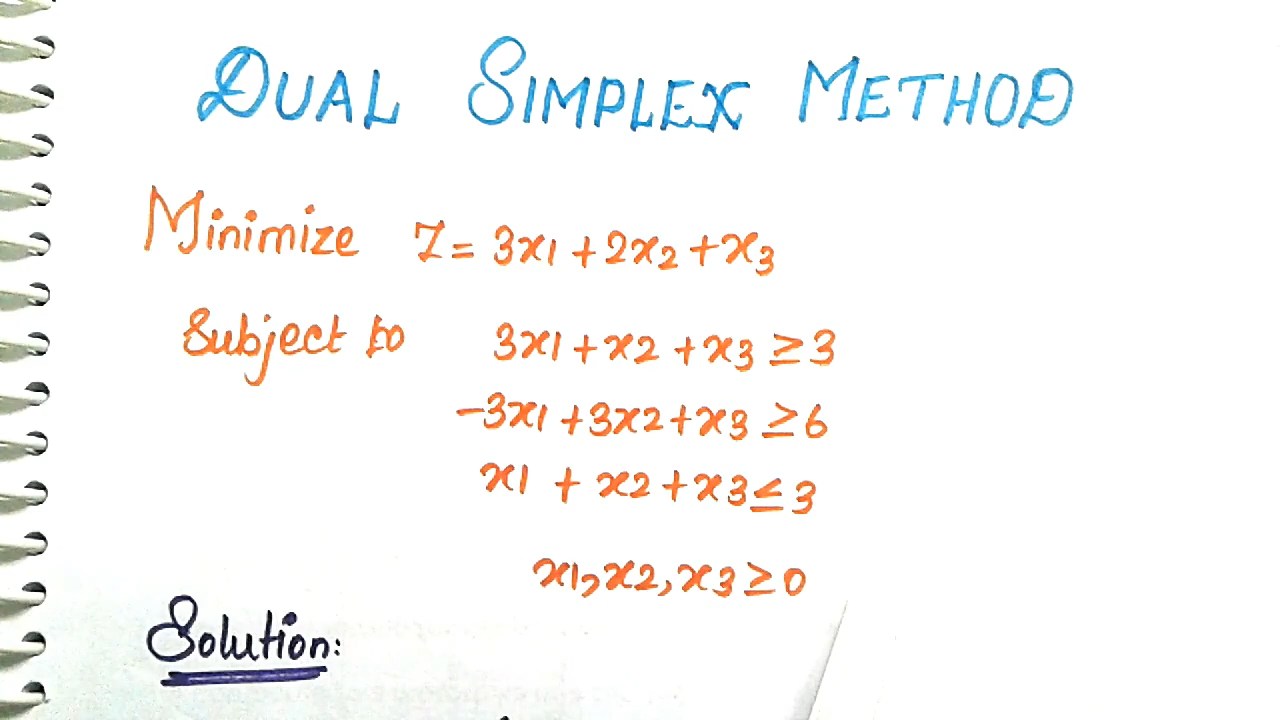 DUAL SIMPLEX METHOD
Minimize Z = 3x1 + 2x2 + x3
Subject to 3x1 + x2 + x3 ≥ 3
-3x1 + 3x2 + x3 ≥ 6
x1 + x2 + x3 ≤ 3
x1, x2, x3 ≥ 0
Solution: